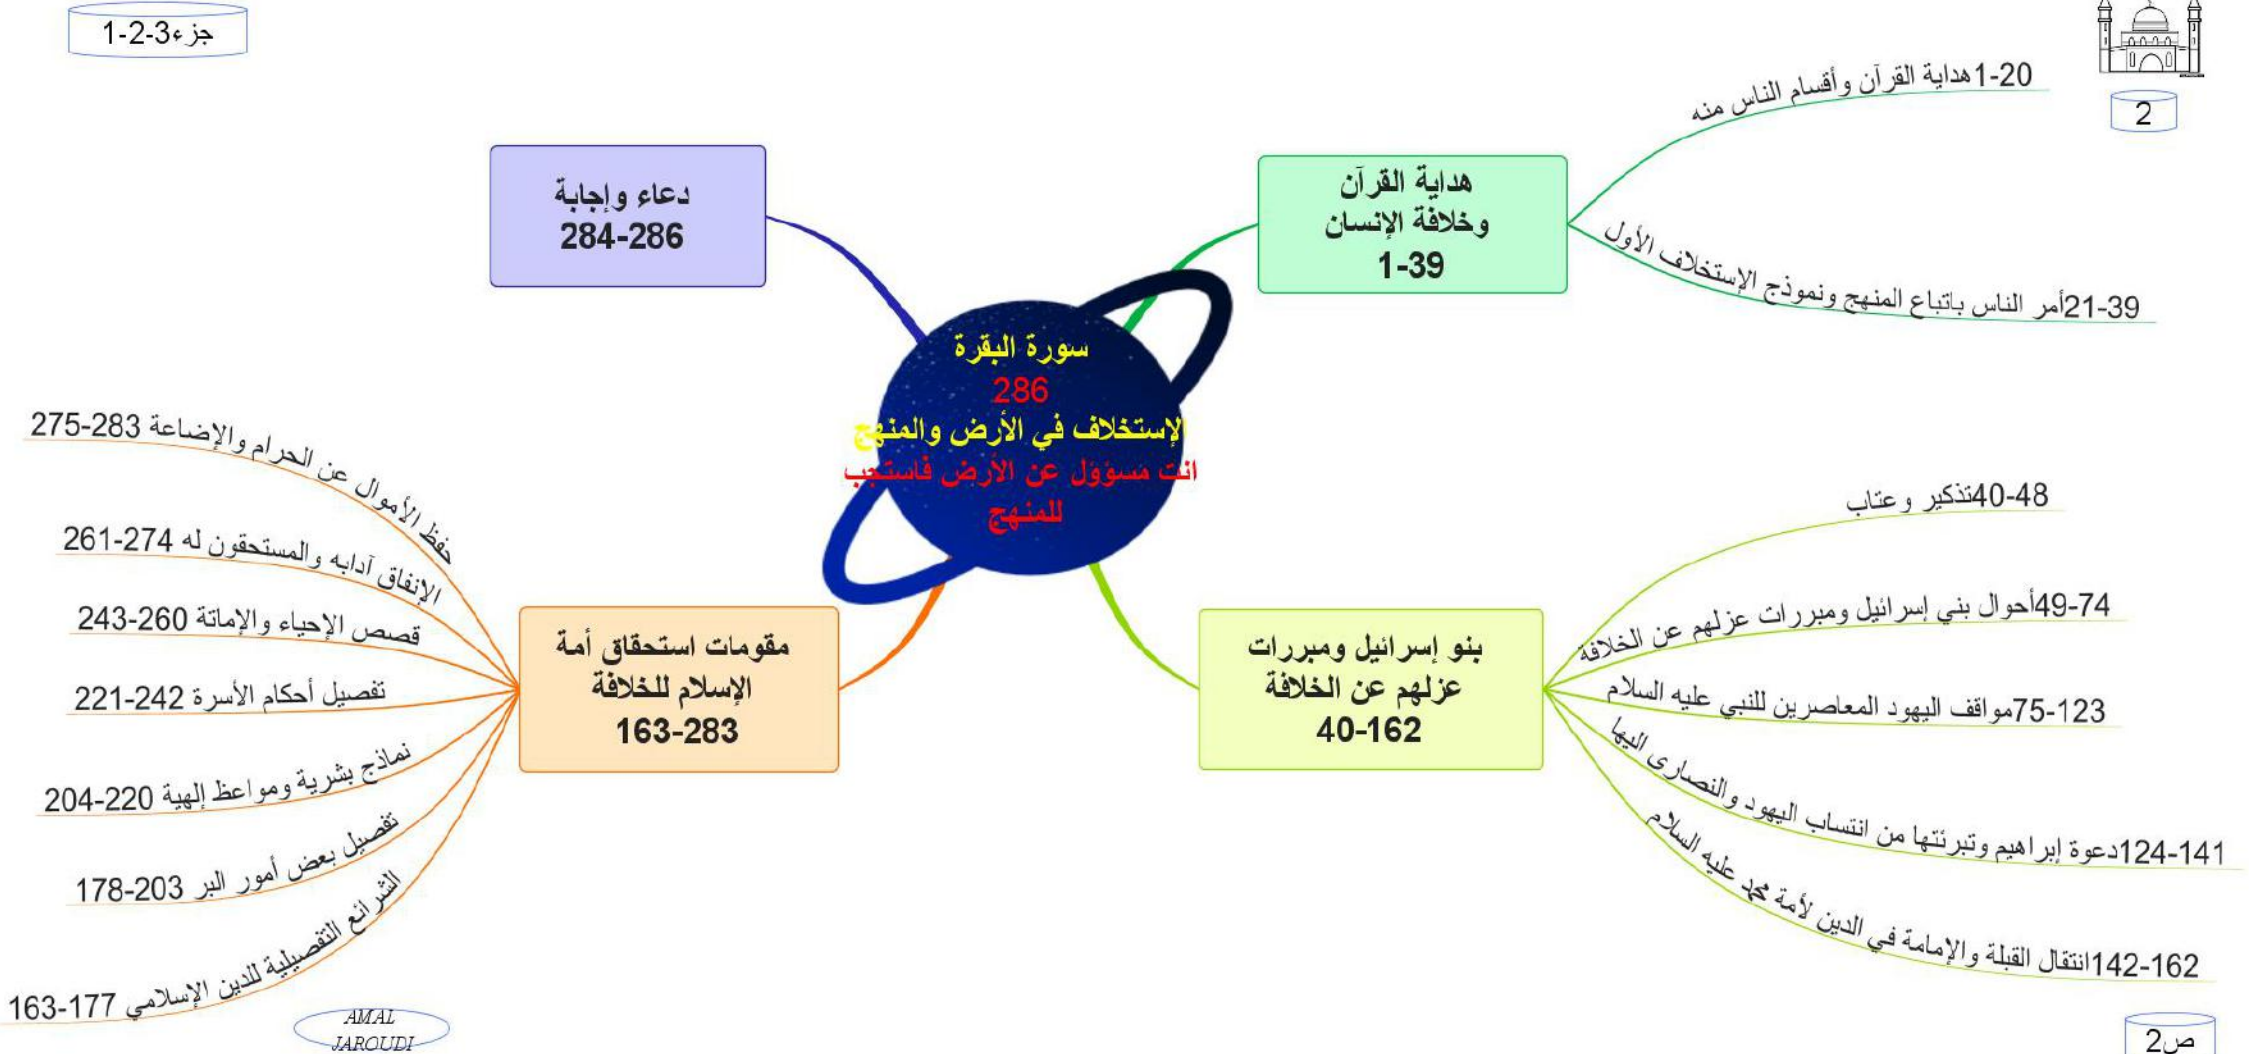 جزء1-2-3
2
سورة البقرة
286
الإستخلاف في الأرض والمنهج
انت مسؤؤل عن الأرض فاستجب
للمنهج
هداية القرآن
وخلافة الإنسان
1-39
1-20هداية القرآن وأقسام الناس منه
21-39أمر الناس باتباع المنهج ونموذج الإستخلاف الأول
بنو إسرائيل ومبررات
عزلهم عن الخلافة
40-162
40-48تذكير وعتاب
49-74أحوال بني إسرائيل ومبررات عزلهم عن الخلافة
75-123مواقف اليهود المعاصرين للنبي عليه السلام
124-141دعوة إبراهيم وتبرئتها من انتساب اليهود والنصارى اليها
142-162انتقال القبلة والإمامة في الدين لأمة محمد عليه السلام
مقومات استحقاق أمة
الإسلام للخلافة
163-283
حفظ الأموال عن الحرام والإضاعة 275-283
الإنفاق آدابه والمستحقون له 261-274
قصص الإحياء والإماتة 243-260
تفصيل أحكام الأسرة 221-242
نماذج بشرية ومواعظ إلهية 204-220
تفصيل بعض أمور البر 178-203
الشرائع التفصيلية للدين الإسلامي 163-177
دعاء وإجابة
284-286
AMAL
JAROUDI
ص2